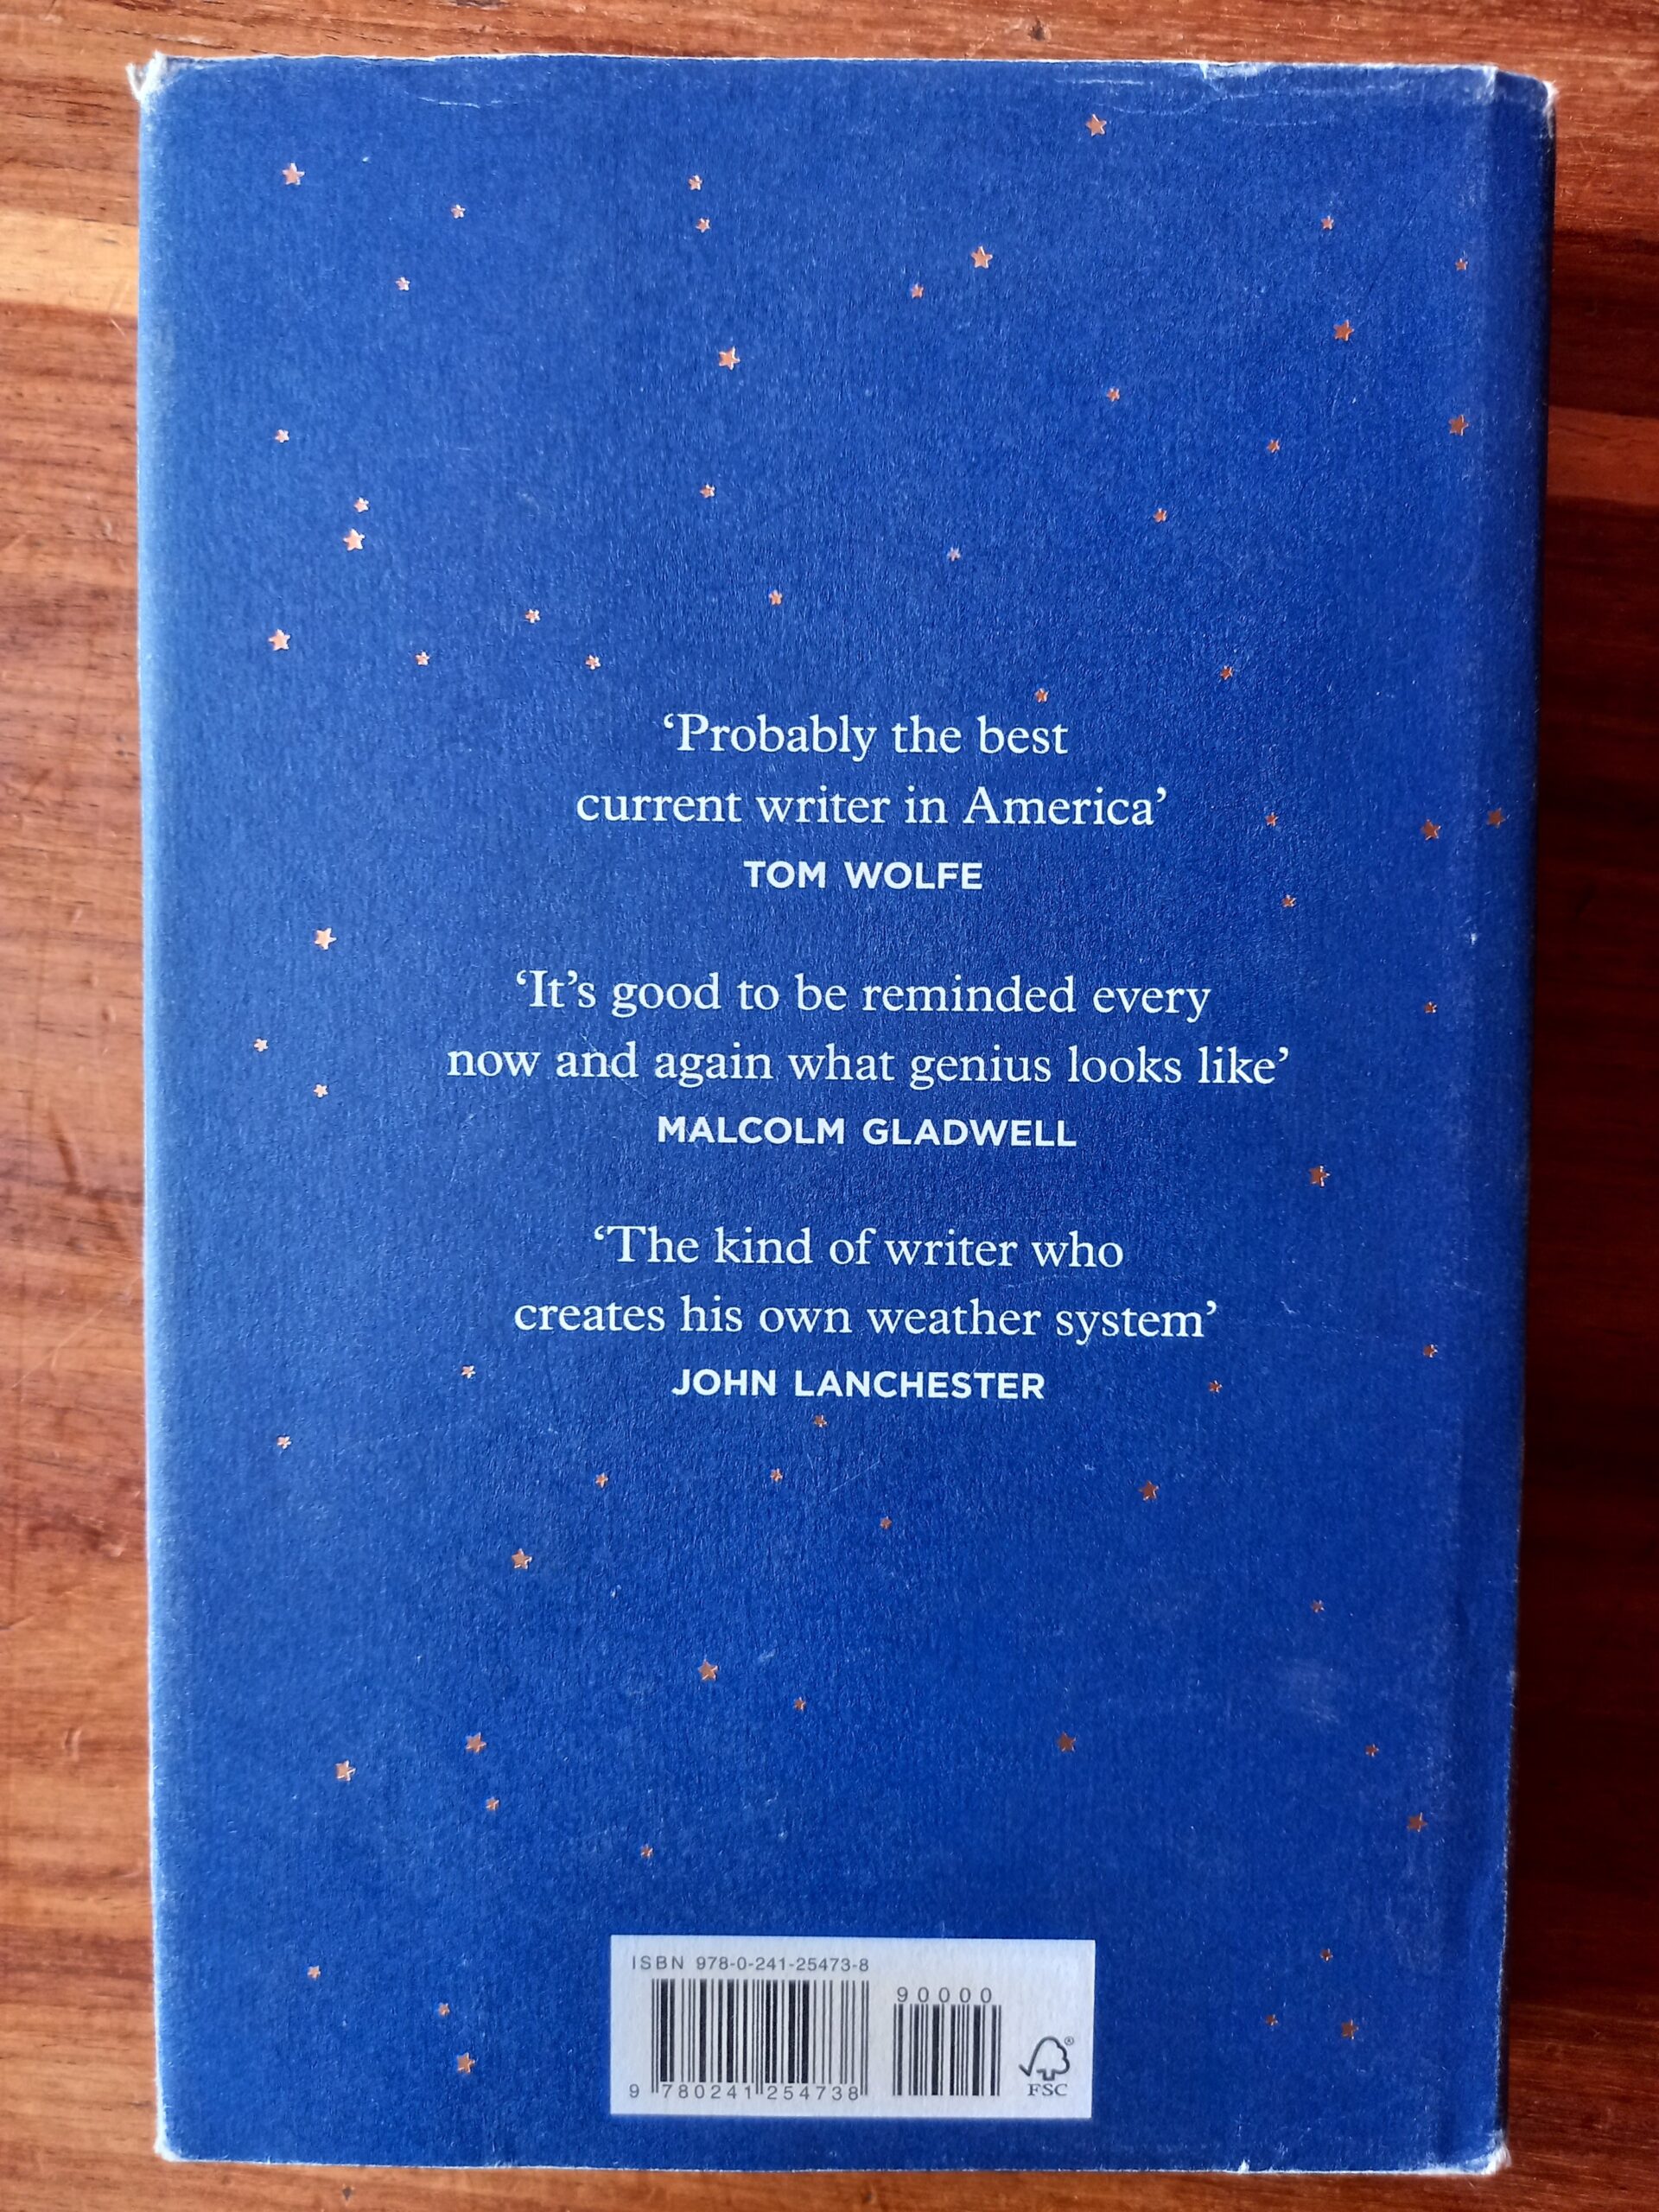 ‘Probably the best
current writer in America’
TOM WOLFE
‘It’s good to be reminded every
now and again what genius looks like’
MALCOLM GLADWELL
‘The kind of writer who
creates his own weather system’
JOHN LANCHESTER
ISBN 978-0-241-25473-8
90000
9 780241 254738
FSC
®